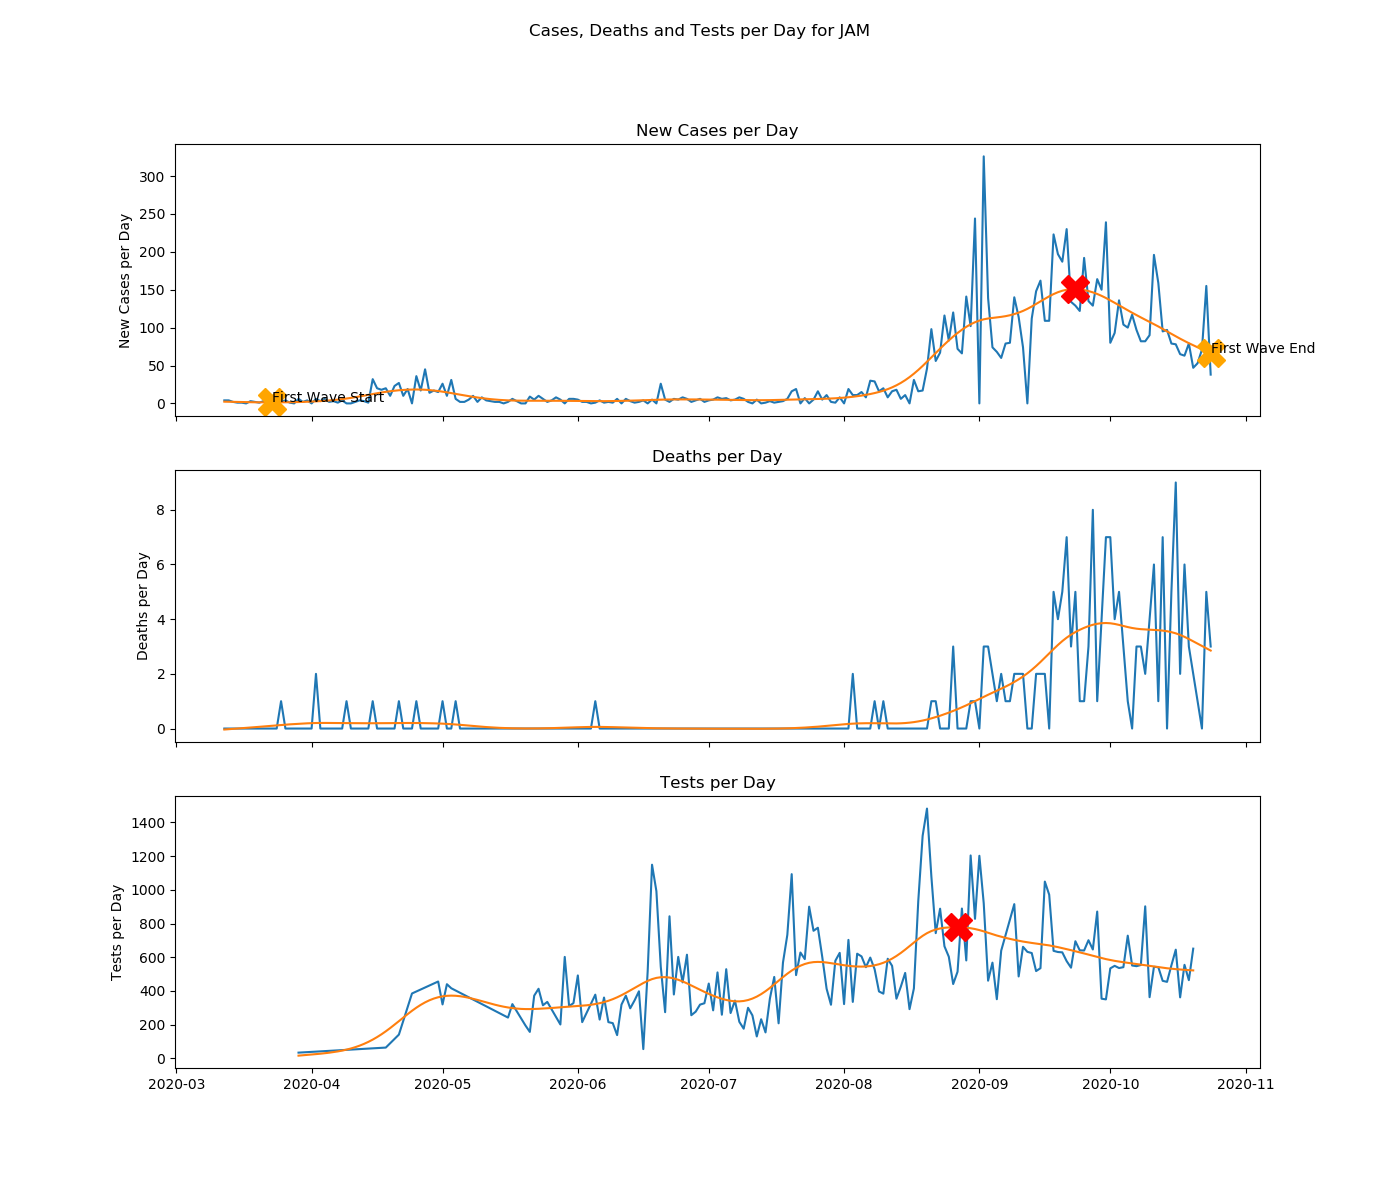 Cases, Deaths and Tests per Day for JAM
New Cases per Day
New Cases per Day
300
250
200
150
100
50
0
First Wave Start
First Wave End
Deaths per Day
Deaths per Day
8
6
4
2
0
Tests per Day
Tests per Day
1400
1200
1000
800
600
400
200
0
2020-03 2020-04 2020-05 2020-06 2020-07 2020-08 2020-09 2020-10 2020-11